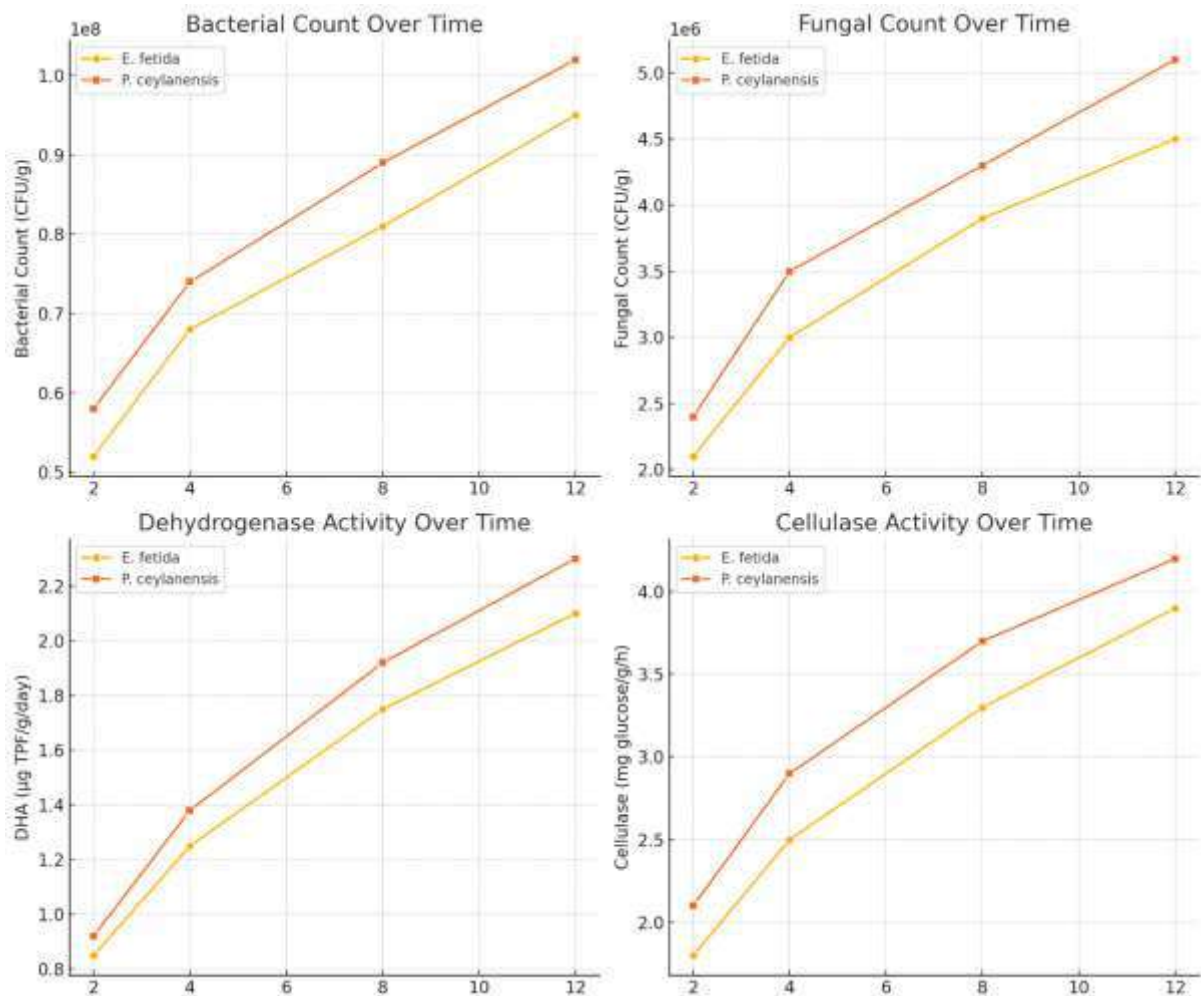 Bacterial Count Over Time
1e8
E. fetida
P. ceylanensis
Bacterial Count (CFU/g)
1.0
0.9
0.8
0.7
0.6
0.5
2 4 6 8 10 12
Fungal Count Over Time
1e6
E. fetida
P. ceylanensis
Fungal Count (CFU/g)
5.0
4.5
4.0
3.5
3.0
2.5
2.0
2 4 6 8 10 12
Dehydrogenase Activity Over Time
E. fetida
P. ceylanensis
DHA (µg TPF/g/day)
2.2
2.0
1.8
1.6
1.4
1.2
1.0
0.8
2 4 6 8 10 12
Cellulase Activity Over Time
E. fetida
P. ceylanensis
Cellulase (mg glucose/g/h)
4.0
3.5
3.0
2.5
2.0
2 4 6 8 10 12